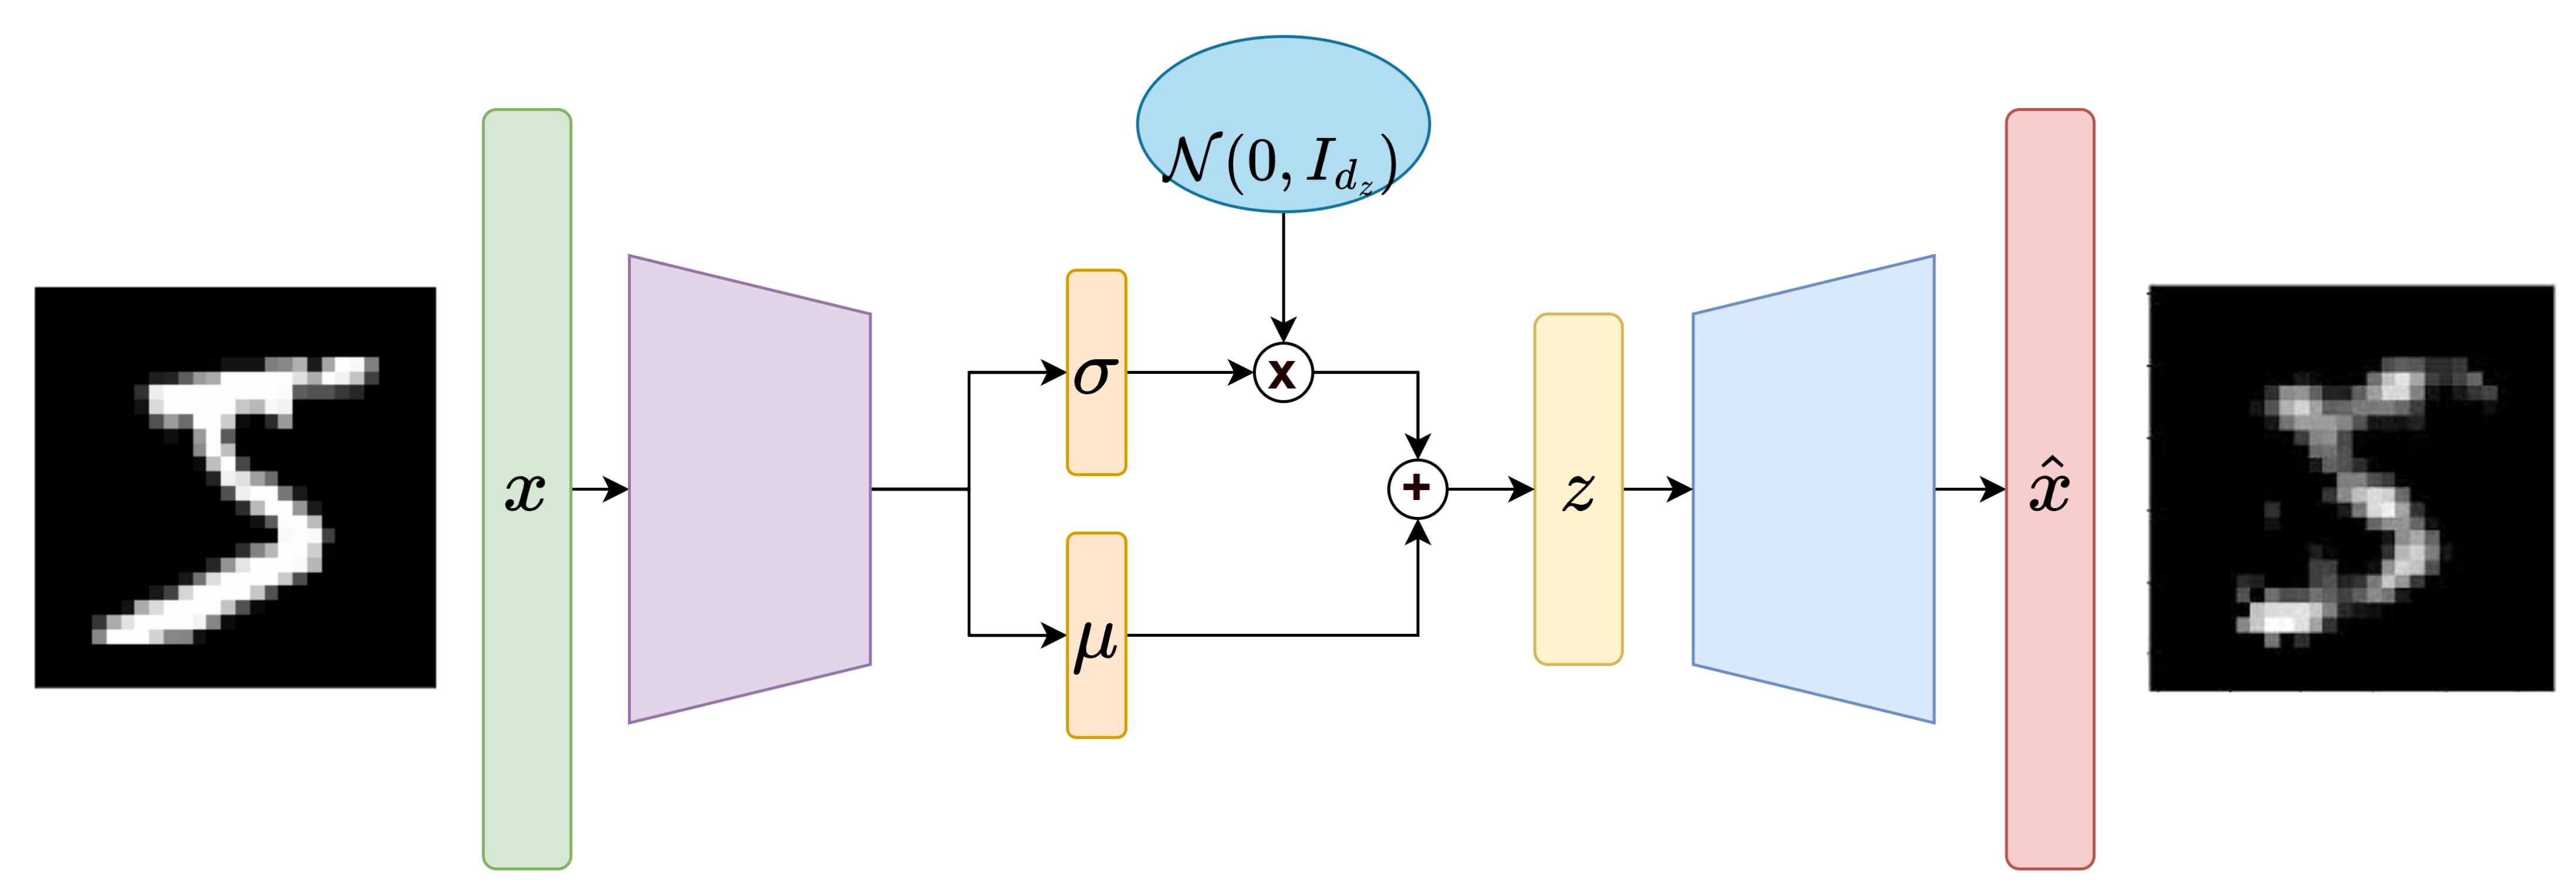 𝒩(0, I_{d_z})
σ
x
x
+
z
x̂
μ